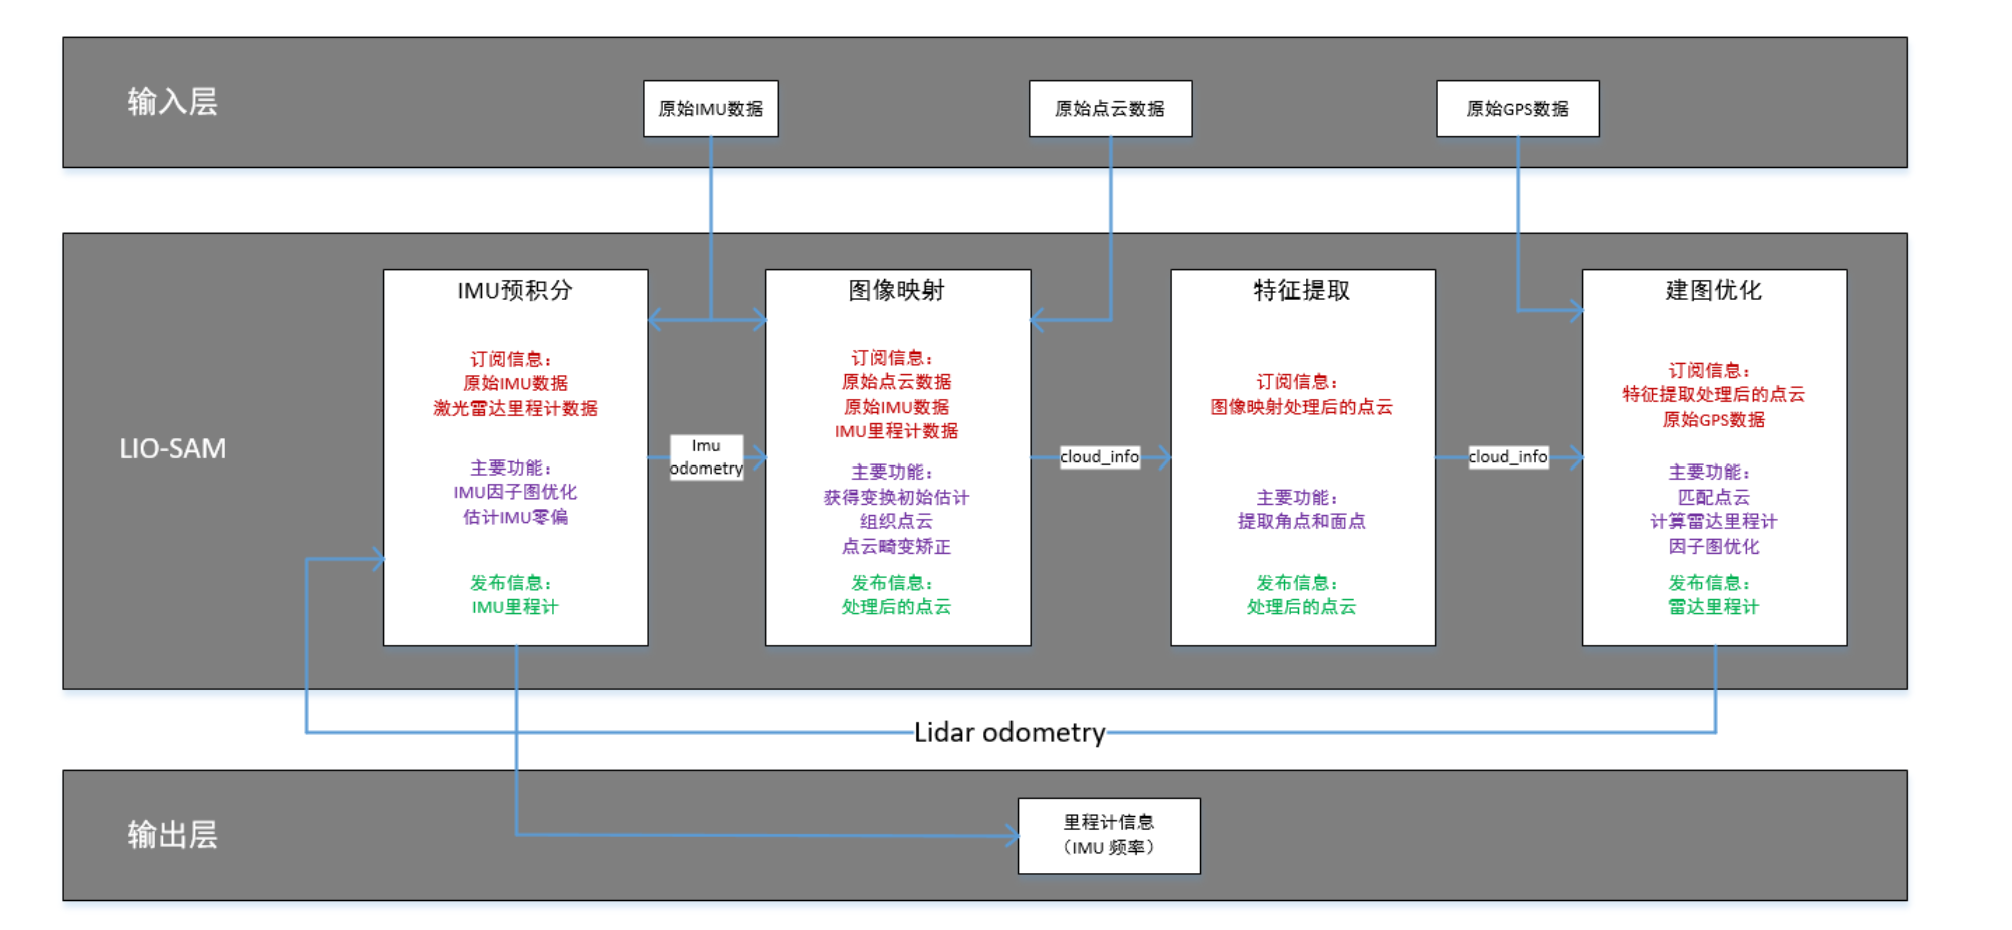 输入层
原始IMU数据
原始点云数据
原始GPS数据
LIO-SAM
IMU预积分
订阅信息：
原始IMU数据
激光雷达里程计数据
主要功能：
IMU因子图优化
估计IMU零偏
发布信息：
IMU里程计
Imu
odometry
图像映射
订阅信息：
原始点云数据
原始IMU数据
IMU里程计数据
主要功能：
获得变换初始估计
组织点云
点云畸变矫正
发布信息：
处理后的点云
cloud_info
特征提取
订阅信息：
图像映射处理后的点云
主要功能：
提取角点和面点
发布信息：
处理后的点云
cloud_info
建图优化
订阅信息：
特征提取处理后的点云
原始GPS数据
主要功能：
匹配点云
计算雷达里程计
因子图优化
发布信息：
雷达里程计
Lidar odometry
输出层
里程计信息
（IMU 频率）